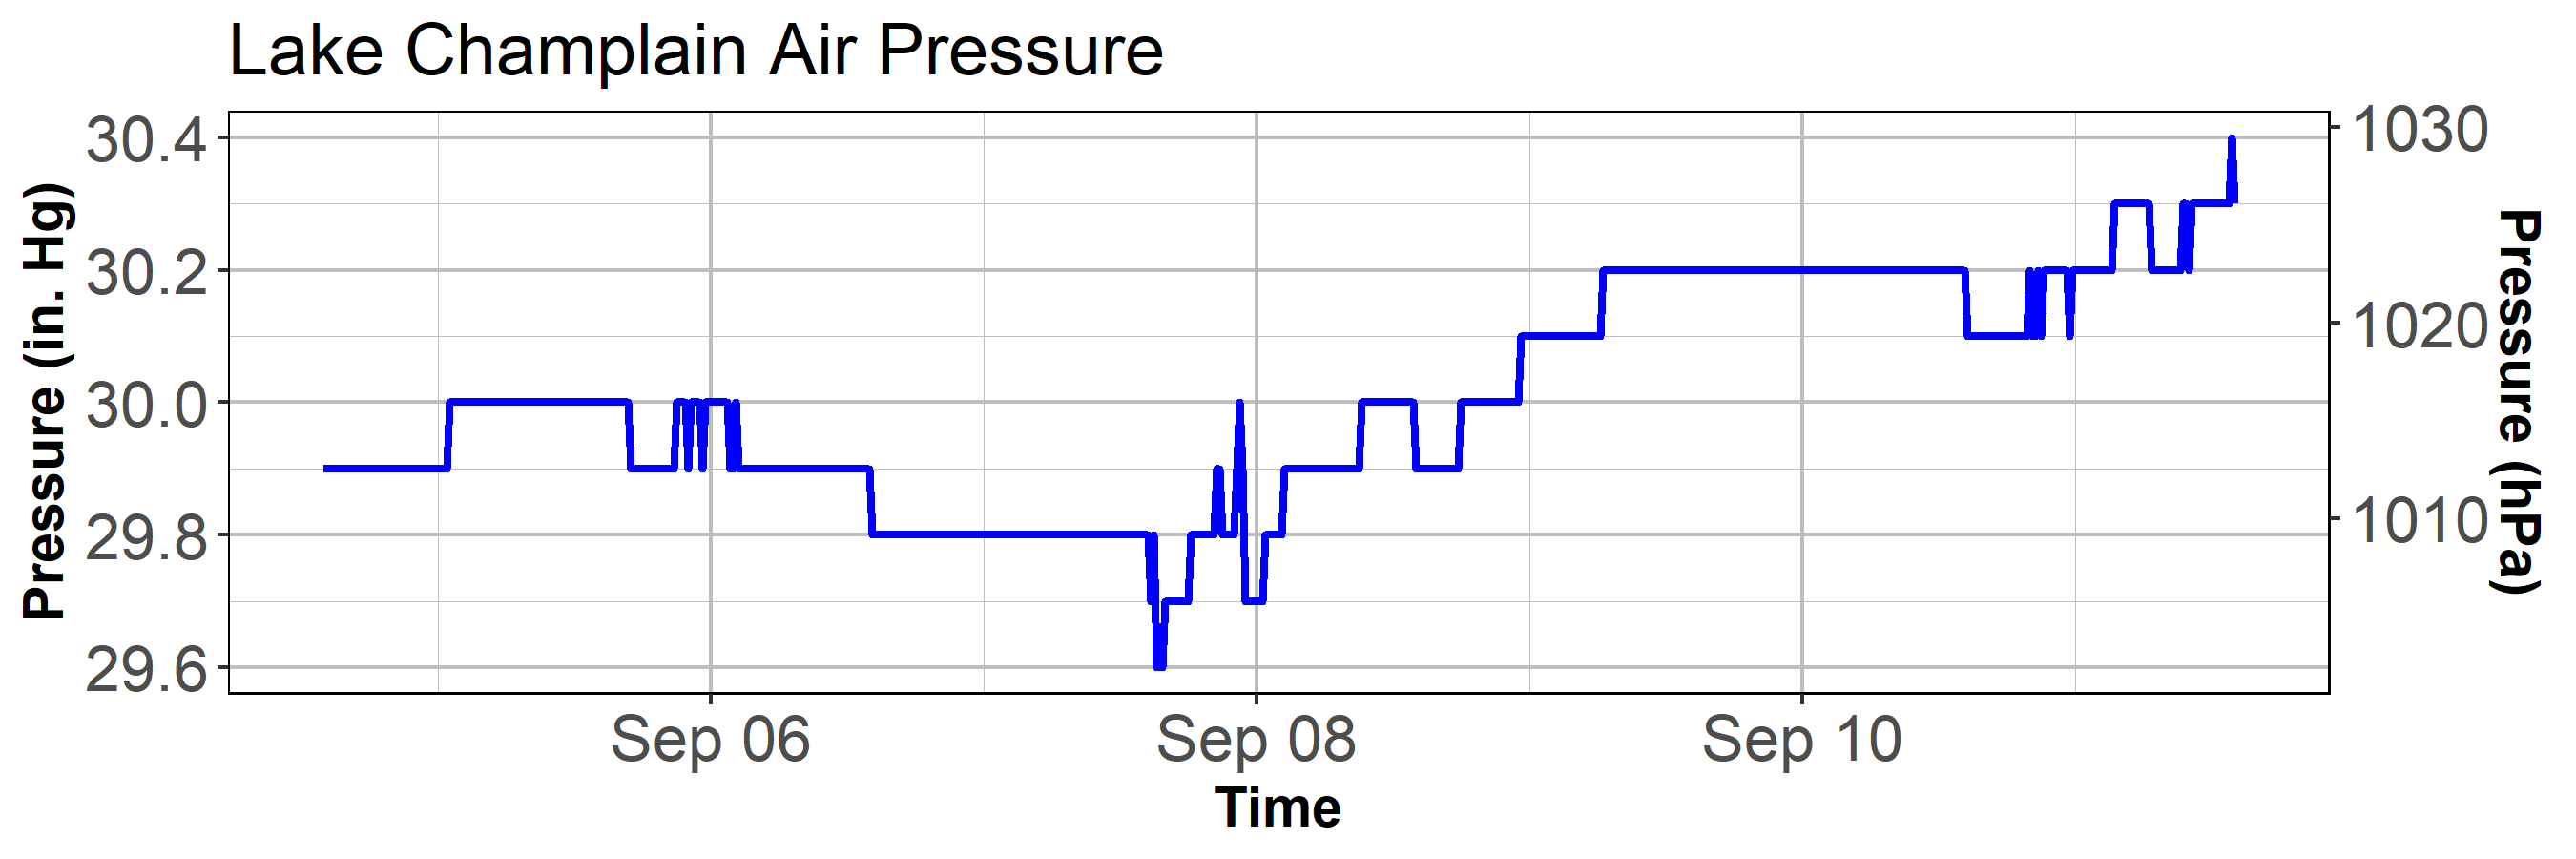 Lake Champlain Air Pressure
30.4
30.2
30.0
29.8
29.6
Pressure (in. Hg)
1030
1020
1010
Pressure (hPa)
Sep 06
Sep 08
Sep 10
Time